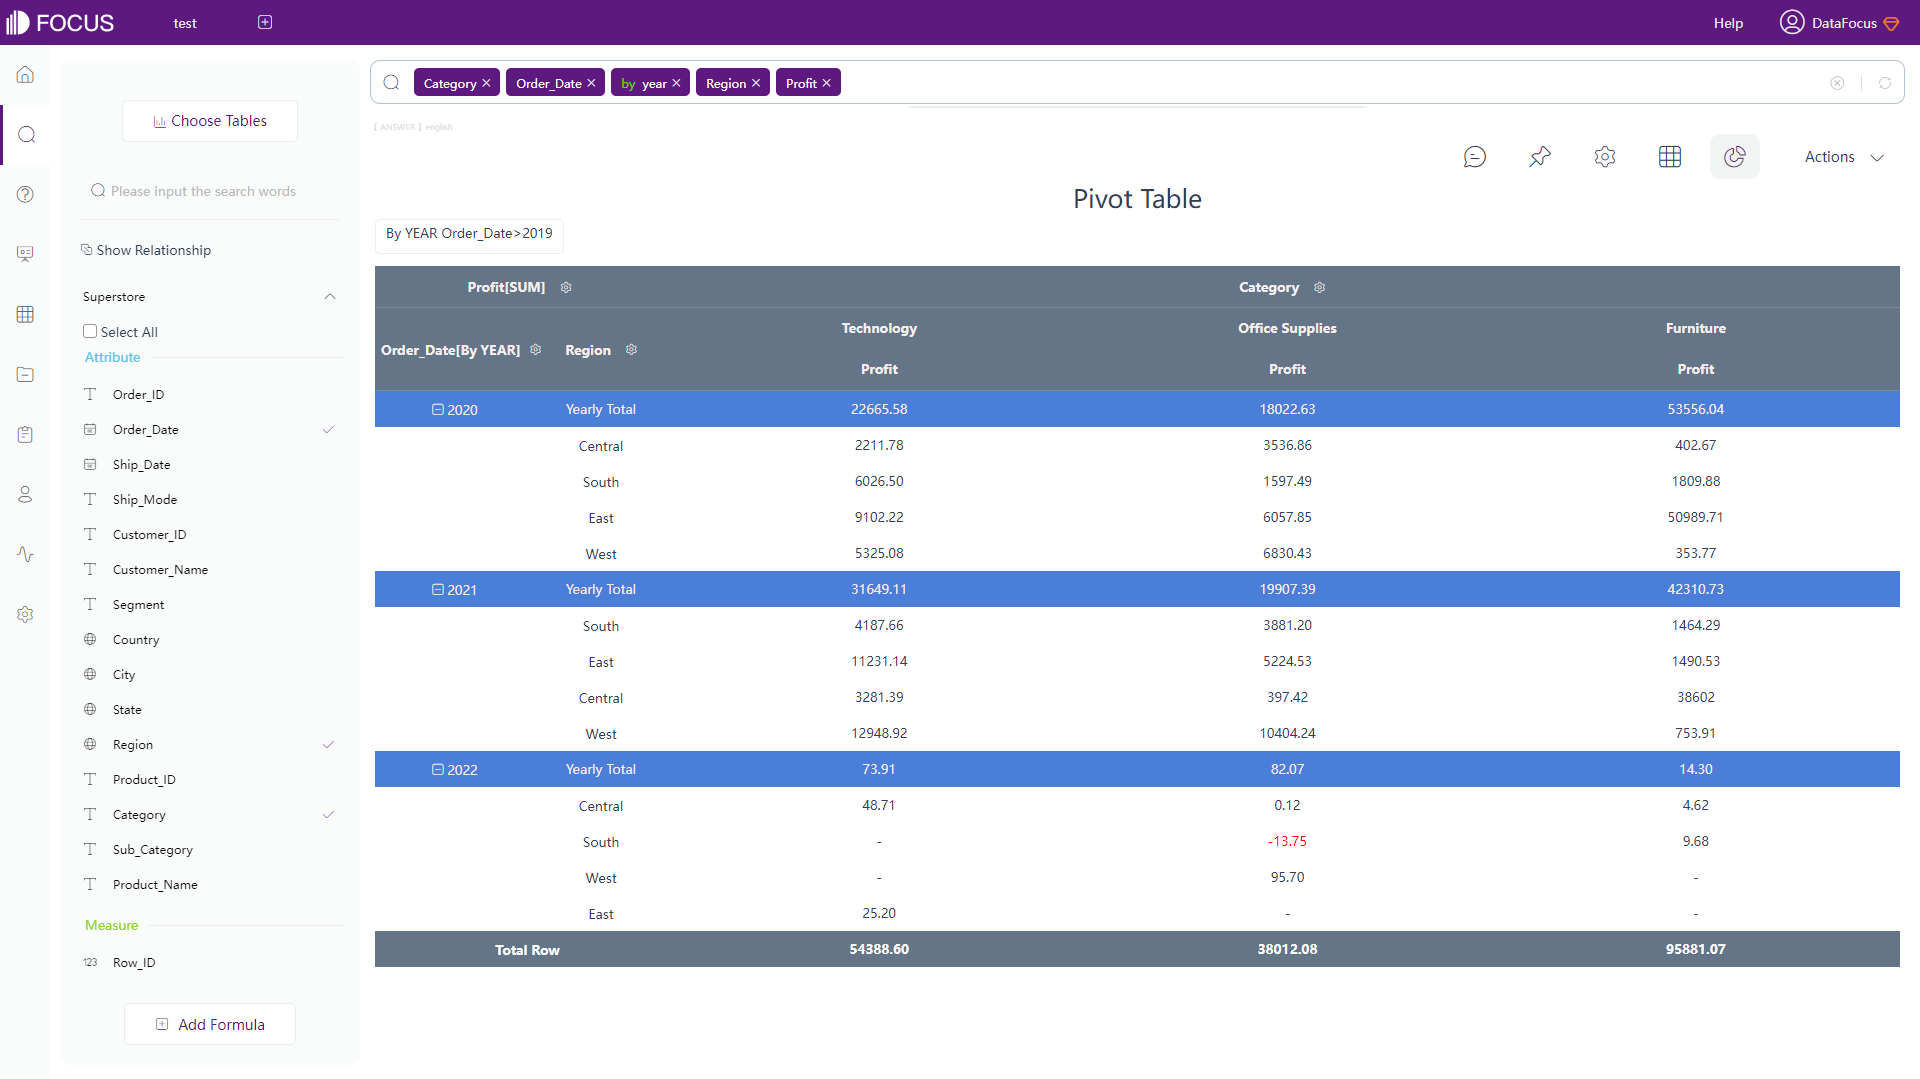 FOCUS
test
Help
DataFocus
Choose Tables
Please input the search words
Show Relationship
Superstore
Select All
Attribute
Order_ID
Order_Date
Ship_Date
Ship_Mode
Customer_ID
Customer_Name
Segment
Country
City
State
Region
Product_ID
Category
Sub_Category
Product_Name
Measure
123 Row_ID
Add Formula
Category Order_Date by year Region Profit
【 ANSWER 】english
Actions
Pivot Table
By YEAR Order_Date>2019
Profit[SUM] Category
Order_Date[By YEAR] Region Technology Office Supplies Furniture
Profit Profit Profit
2020 Yearly Total 22665.58 18022.63 53556.04
Central 2211.78 3536.86 402.67
South 6026.50 1597.49 1809.88
East 9102.22 6057.85 50989.71
West 5325.08 6830.43 353.77
2021 Yearly Total 31649.11 19907.39 42310.73
South 4187.66 3881.20 1464.29
East 11231.14 5224.53 1490.53
Central 3281.39 397.42 38602
West 12948.92 10404.24 753.91
2022 Yearly Total 73.91 82.07 14.30
Central 48.71 0.12 4.62
South - -13.75 9.68
West - 95.70 -
East 25.20 - -
Total Row 54388.60 38012.08 95881.07